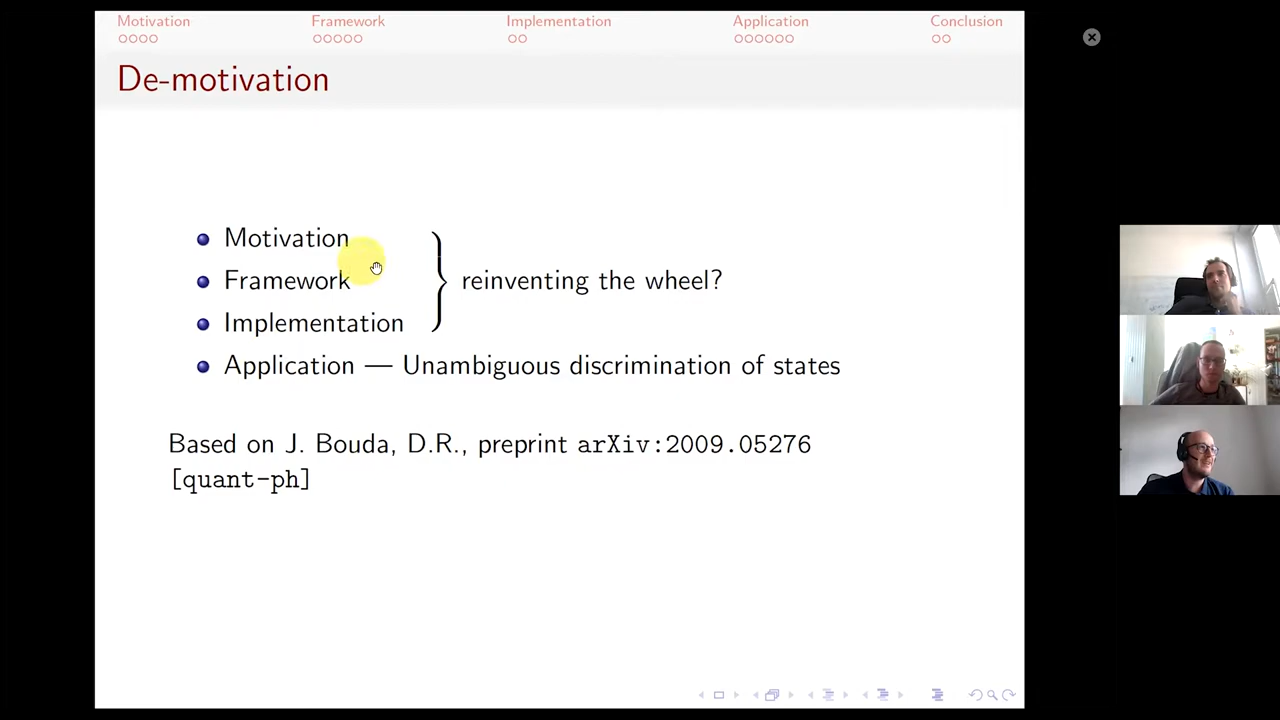 Motivation Framework Implementation Application Conclusion
De-motivation
Motivation
Framework
Implementation
reinventing the wheel?
Application — Unambiguous discrimination of states
Based on J. Bouda, D.R., preprint arXiv:2009.05276
[quant-ph]